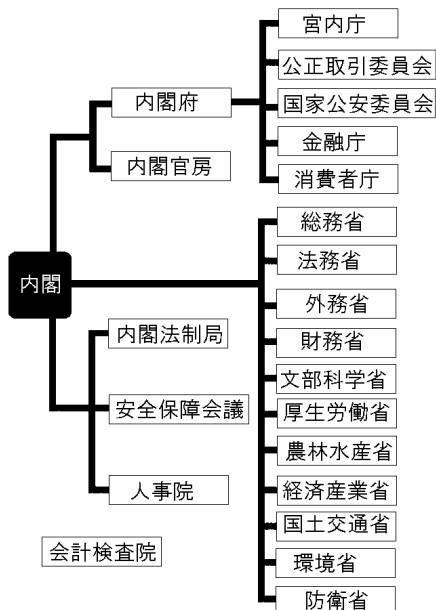 内閣
内閣府
内閣官房
宮内庁
公正取引委員会
国家公安委員会
金融庁
消費者庁
総務省
法務省
外務省
財務省
文部科学省
厚生労働省
農林水産省
経済産業省
国土交通省
環境省
防衛省
内閣法制局
安全保障会議
人事院
会計検査院